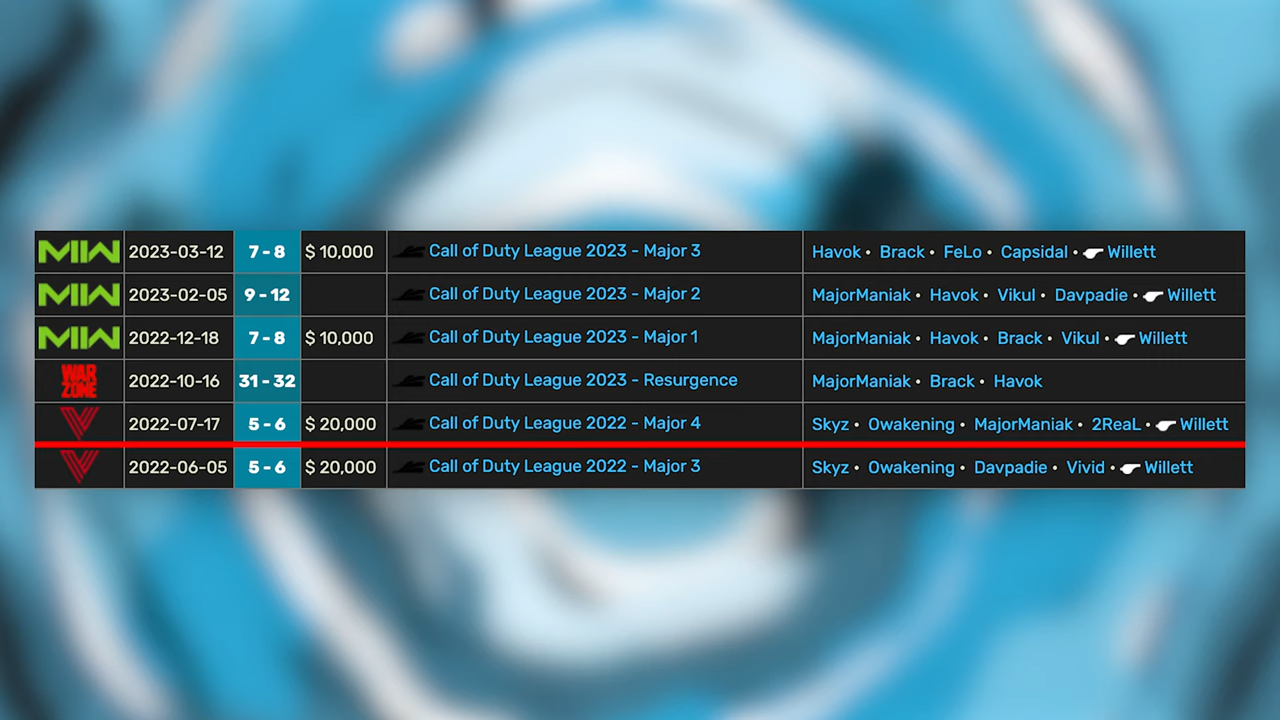 MIW 2023-03-12 7 - 8 $ 10,000 Call of Duty League 2023 - Major 3 Havok • Brack • FeLo • Capsidal • Willett
MIW 2023-02-05 9 - 12 Call of Duty League 2023 - Major 2 MajorManiak • Havok • Vikul • Davpadie • Willett
MIW 2022-12-18 7 - 8 $ 10,000 Call of Duty League 2023 - Major 1 MajorManiak • Havok • Brack • Vikul • Willett
WAR ZONE 2022-10-16 31 - 32 Call of Duty League 2023 - Resurgence MajorManiak • Brack • Havok
V 2022-07-17 5 - 6 $ 20,000 Call of Duty League 2022 - Major 4 Skyz • Owakening • MajorManiak • 2ReaL • Willett
V 2022-06-05 5 - 6 $ 20,000 Call of Duty League 2022 - Major 3 Skyz • Owakening • Davpadie • Vivid • Willett